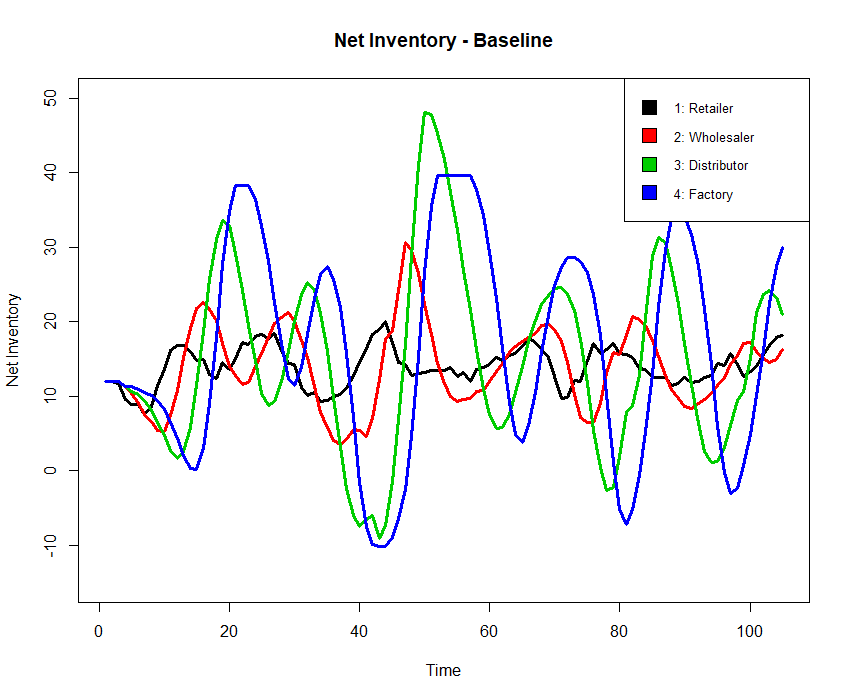 Net Inventory - Baseline
1: Retailer
2: Wholesaler
3: Distributor
4: Factory
Net Inventory
50
40
30
20
10
0
-10
0 20 40 60 80 100
Time